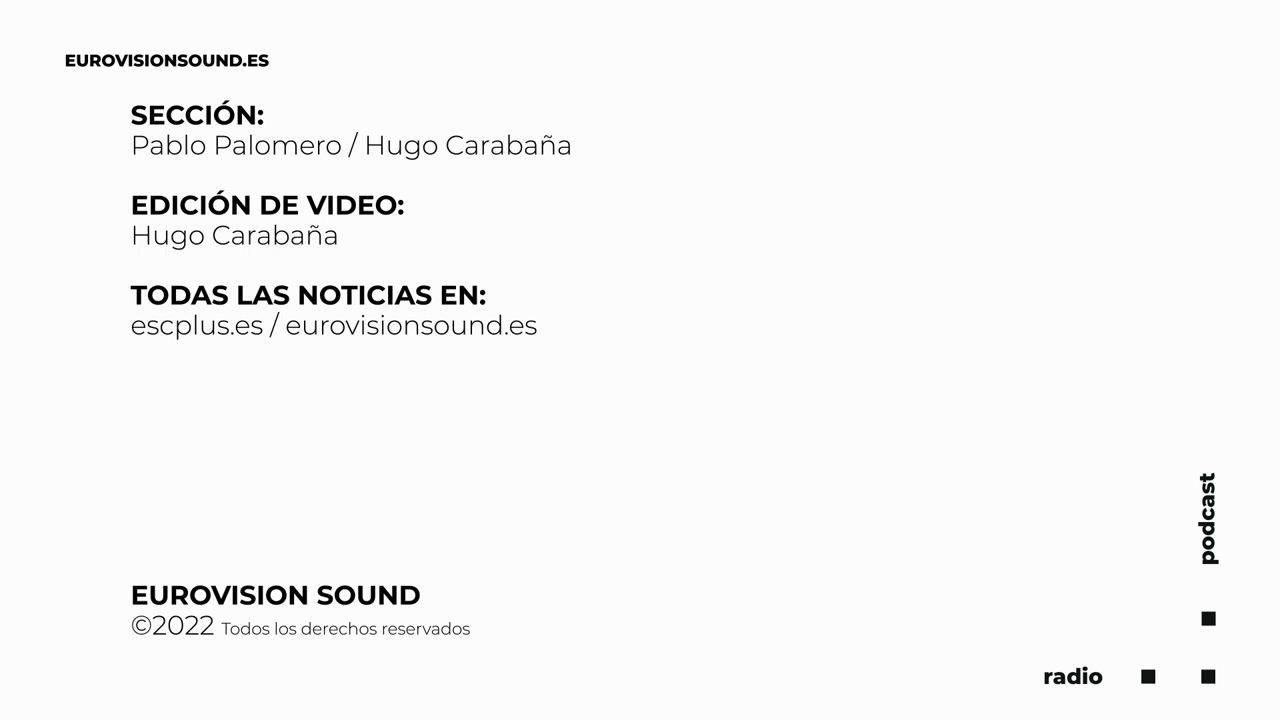 EUROVISIONSOUND.ES
SECCIÓN:
Pablo Palomero / Hugo Carabaña
EDICIÓN DE VIDEO:
Hugo Carabaña
TODAS LAS NOTICIAS EN:
escplus.es / eurovisionsound.es
EUROVISION SOUND
©2022 Todos los derechos reservados
podcast
radio